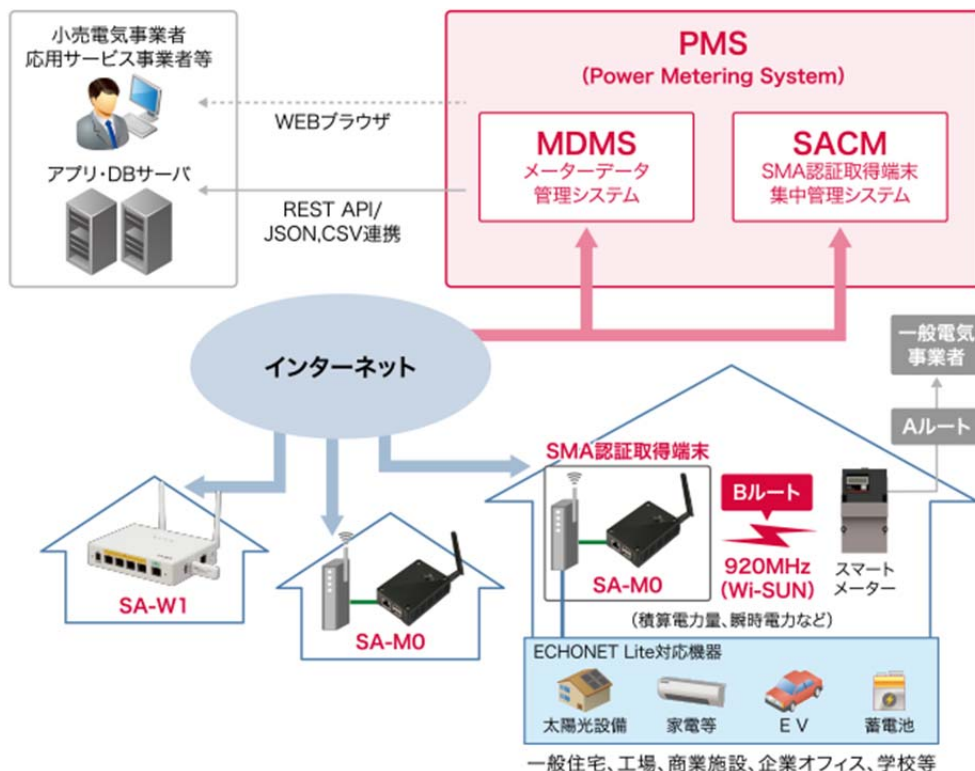 小売電気事業者
応用サービス事業者等
アプリ・DBサーバ
WEBブラウザ
REST API/
JSON,CSV連携
PMS
(Power Metering System)
MDMS
メーターデータ
管理システム
SACM
SMA認証取得端末
集中管理システム
インターネット
一般電気
事業者
Aルート
SA-W1
SA-M0
SMA認証取得端末
SA-M0
Bルート
920MHz
(Wi-SUN)
スマート
メーター
(積算電力量、瞬時電力など)
ECHONET Lite対応機器
太陽光設備
家電等
EV
蓄電池
一般住宅、工場、商業施設、企業オフィス、学校等